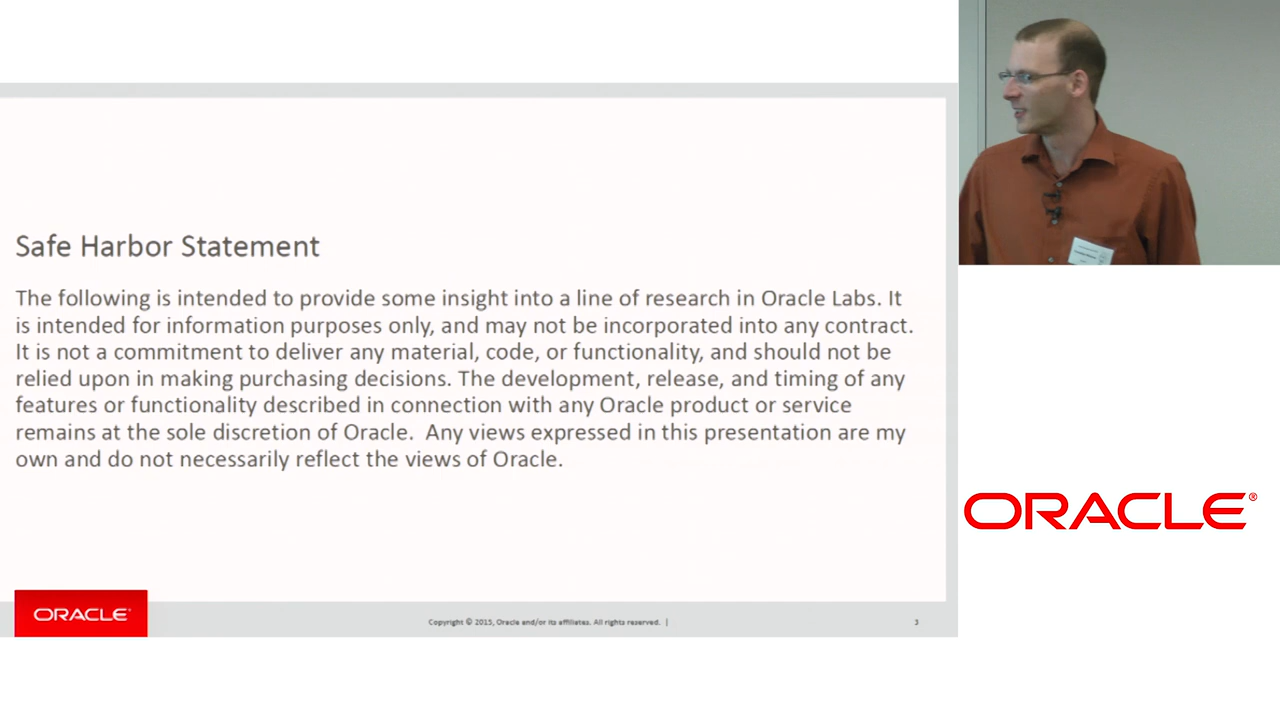 Safe Harbor Statement
The following is intended to provide some insight into a line of research in Oracle Labs. It
is intended for information purposes only, and may not be incorporated into any contract.
It is not a commitment to deliver any material, code, or functionality, and should not be
relied upon in making purchasing decisions. The development, release, and timing of any
features or functionality described in connection with any Oracle product or service
remains at the sole discretion of Oracle.  Any views expressed in this presentation are my
own and do not necessarily reflect the views of Oracle.
ORACLE®
Copyright © 2015, Oracle and/or its affiliates. All rights reserved. |
3
ORACLE®